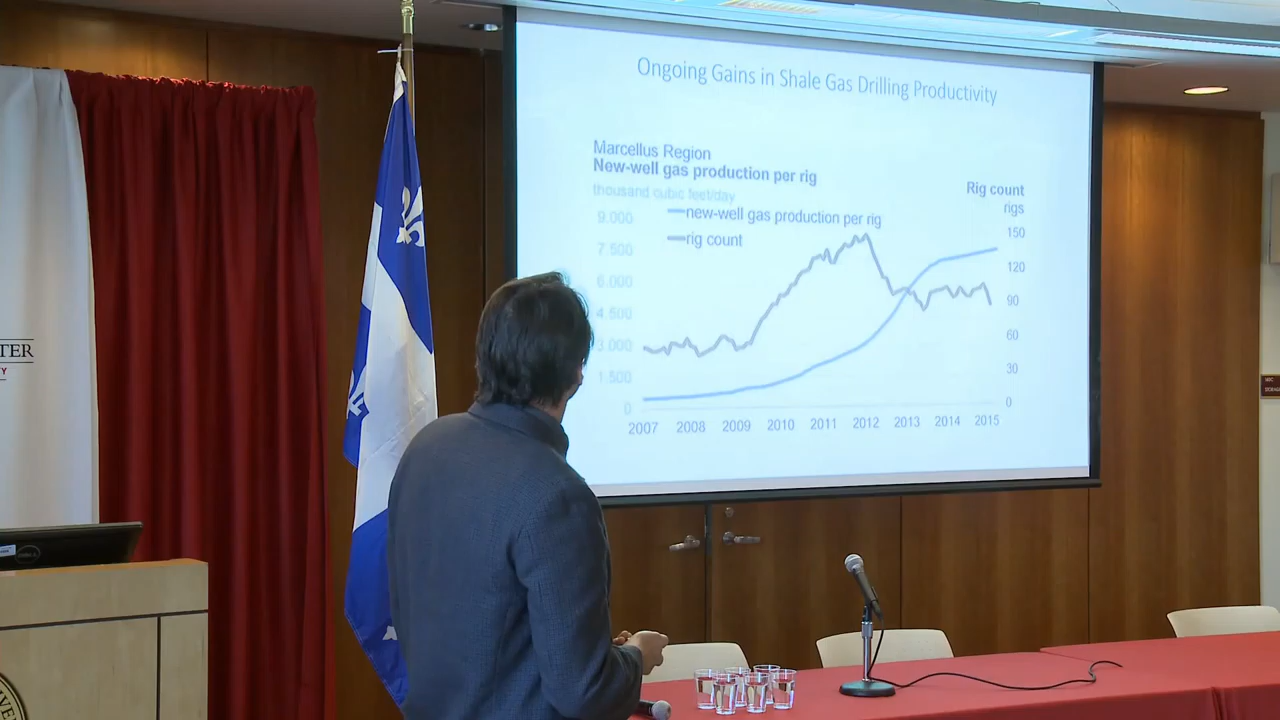 Ongoing Gains in Shale Gas Drilling Productivity
Marcellus Region
New-well gas production per rig
thousand cubic feet/day
Rig count
rigs
new-well gas production per rig
rig count
9.000
7.500
6.000
4.500
3.000
1.500
0
150
120
90
60
30
0
2007 2008 2009 2010 2011 2012 2013 2014 2015
TER
TY